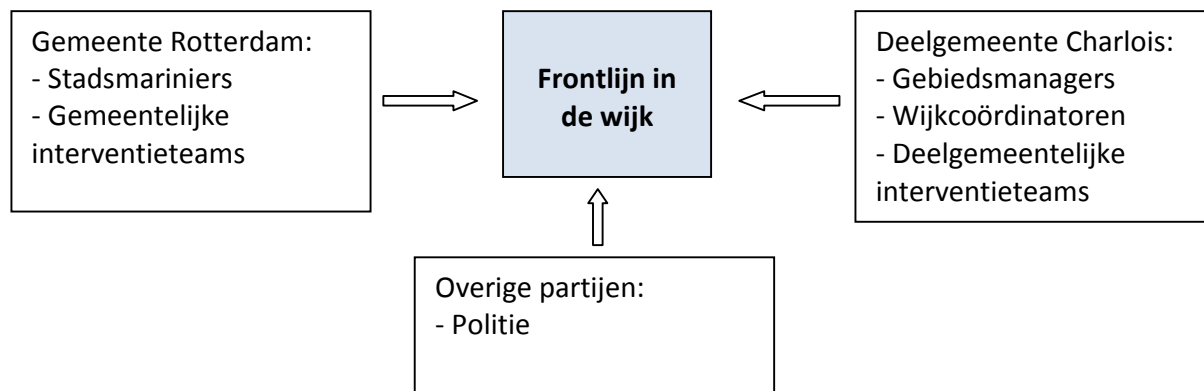 Gemeente Rotterdam:
- Stadsmariniers
- Gemeentelijke
interventieteams
Frontlijn in
de wijk
Deelgemeente Charlois:
- Gebiedsmanagers
- Wijkcoördinatoren
- Deelgemeentelijke
interventieteams
Overige partijen:
- Politie